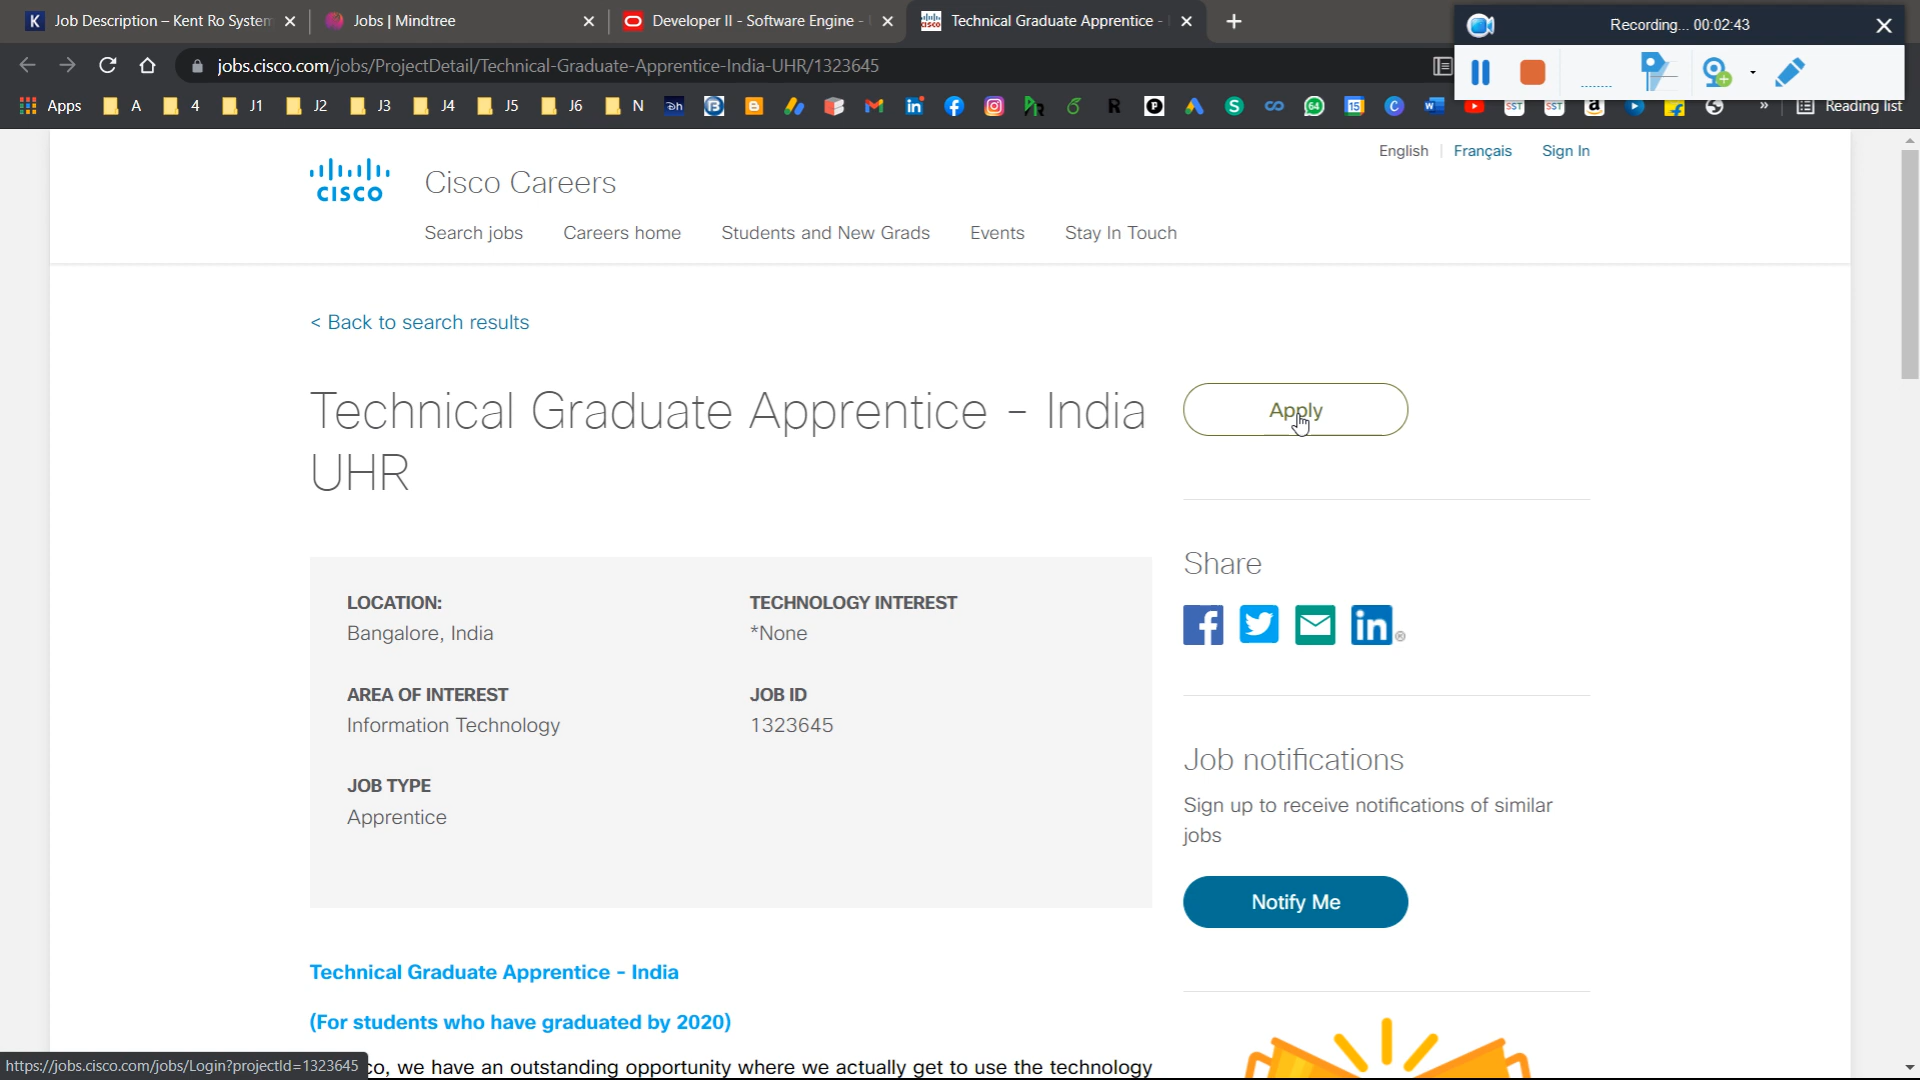 Job Description – Kent Ro System
Jobs | Mindtree
Developer II - Software Engine -
Technical Graduate Apprentice -
Recording... 00:02:43
jobs.cisco.com/jobs/ProjectDetail/Technical-Graduate-Apprentice-India-UHR/1323645
Apps A 4 J1 J2 J3 J4 J5 J6 N » Reading list
English Français Sign In
CISCO Cisco Careers
Search jobs Careers home Students and New Grads Events Stay In Touch
< Back to search results
Technical Graduate Apprentice - India
UHR
Apply
Share
LOCATION:
Bangalore, India
TECHNOLOGY INTEREST
*None
AREA OF INTEREST
Information Technology
JOB ID
1323645
JOB TYPE
Apprentice
Job notifications
Sign up to receive notifications of similar
jobs
Notify Me
Technical Graduate Apprentice - India
(For students who have graduated by 2020)
co, we have an outstanding opportunity where we actually get to use the technology
https://jobs.cisco.com/jobs/Login?projectId=1323645